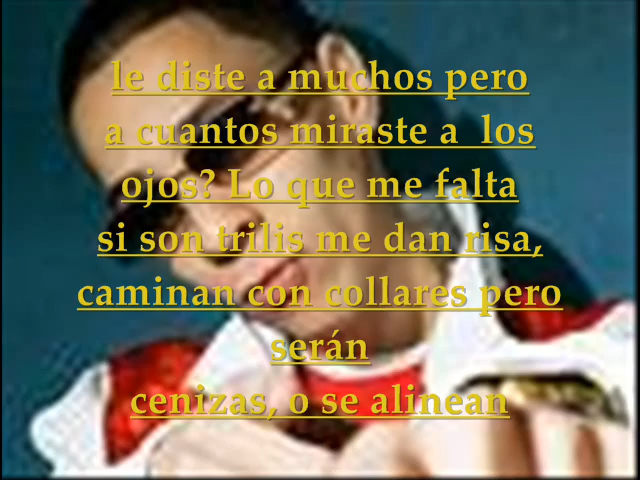 le diste a muchos pero
a cuantos miraste a  los
ojos? Lo que me falta
si son trilis me dan risa,
caminan con collares pero
serán
cenizas, o se alinean